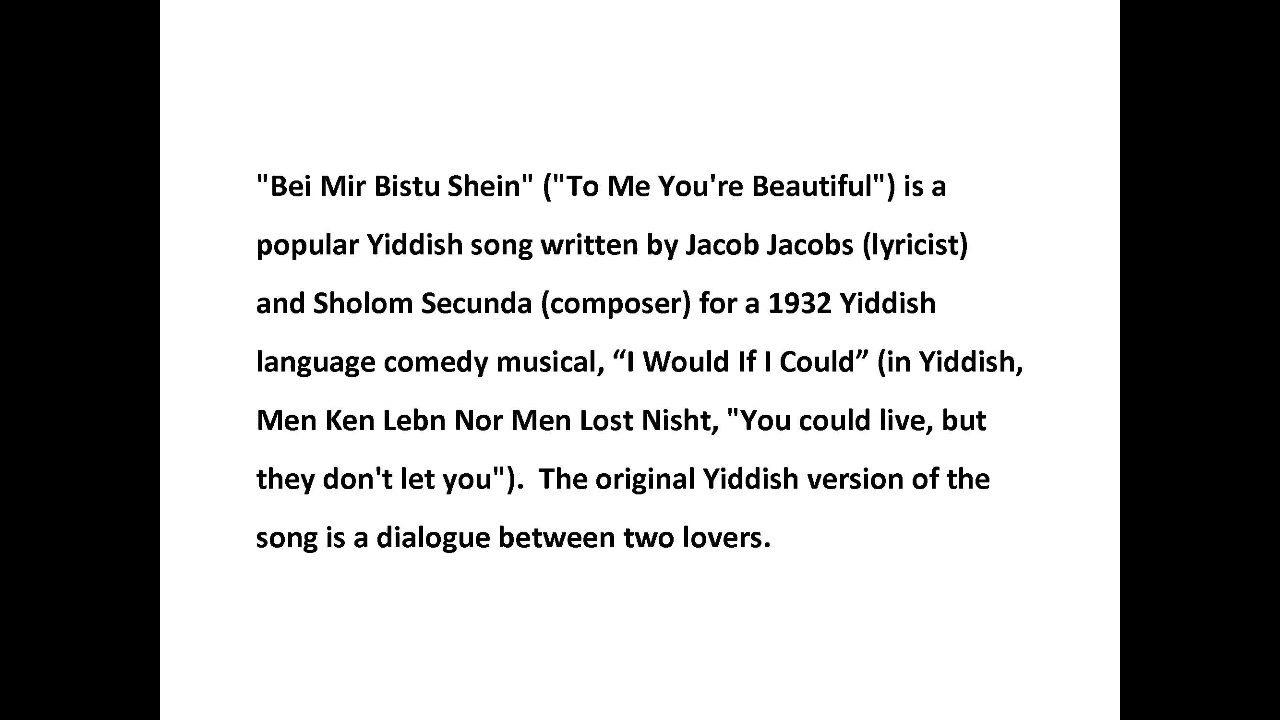 "Bei Mir Bistu Shein" ("To Me You're Beautiful") is a
popular Yiddish song written by Jacob Jacobs (lyricist)
and Sholom Secunda (composer) for a 1932 Yiddish
language comedy musical, “I Would If I Could” (in Yiddish,
Men Ken Lebn Nor Men Lost Nisht, "You could live, but
they don't let you").  The original Yiddish version of the
song is a dialogue between two lovers.